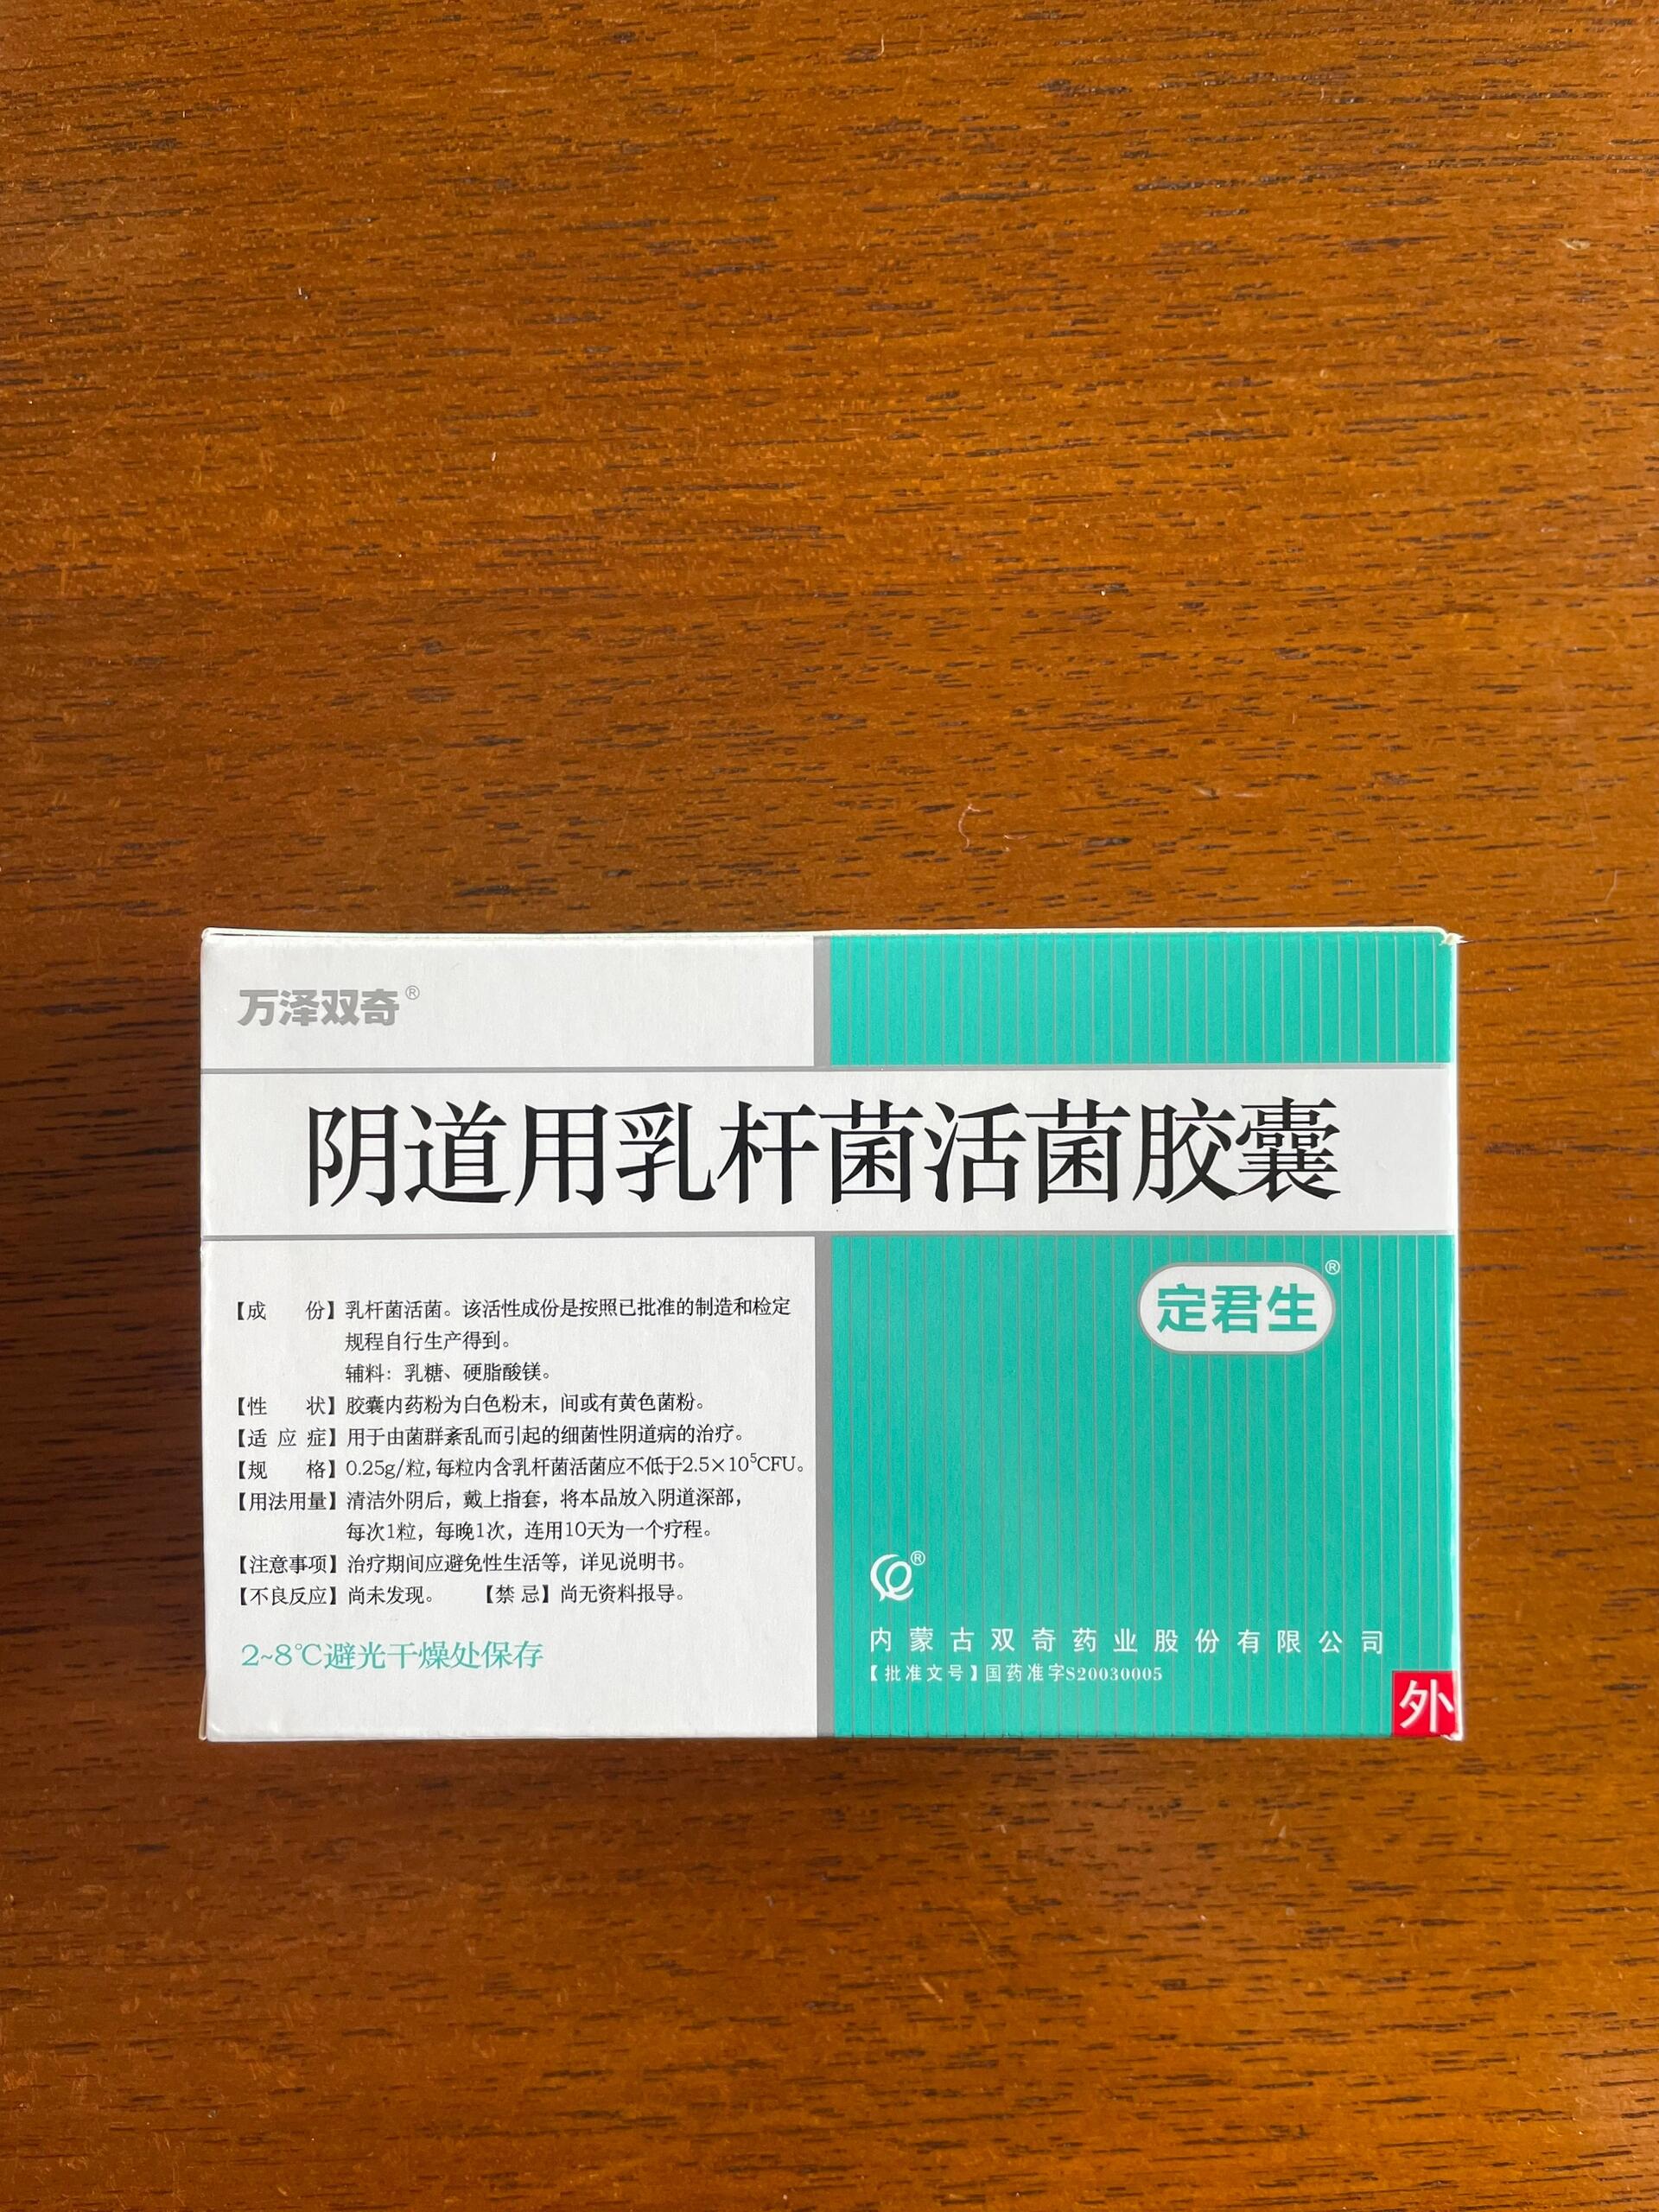 万泽双奇®
阴道用乳杆菌活菌胶囊
定君生®
【成 份】乳杆菌活菌。该活性成份是按照已批准的制造和检定
规程自行生产得到。
辅料：乳糖、硬脂酸镁。
【性 状】胶囊内药粉为白色粉末，间或有黄色菌粉。
【适 应 症】用于由菌群紊乱而引起的细菌性阴道病的治疗。
【规 格】0.25g/粒，每粒内含乳杆菌活菌应不低于2.5×10⁵CFU。
【用法用量】清洁外阴后，戴上指套，将本品放入阴道深部，
每次1粒，每晚1次，连用10天为一个疗程。
【注意事项】治疗期间应避免性生活等，详见说明书。
【不良反应】尚未发现。 【禁 忌】尚无资料报导。
2~8℃避光干燥处保存
®
内蒙古双奇药业股份有限公司
【批准文号】国药准字S20030005
外